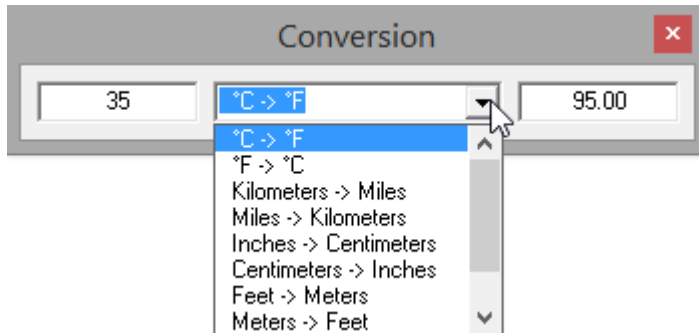 Conversion
x
35
°C -> °F
95.00
°C -> °F
°F -> °C
Kilometers -> Miles
Miles -> Kilometers
Inches -> Centimeters
Centimeters -> Inches
Feet -> Meters
Meters -> Feet